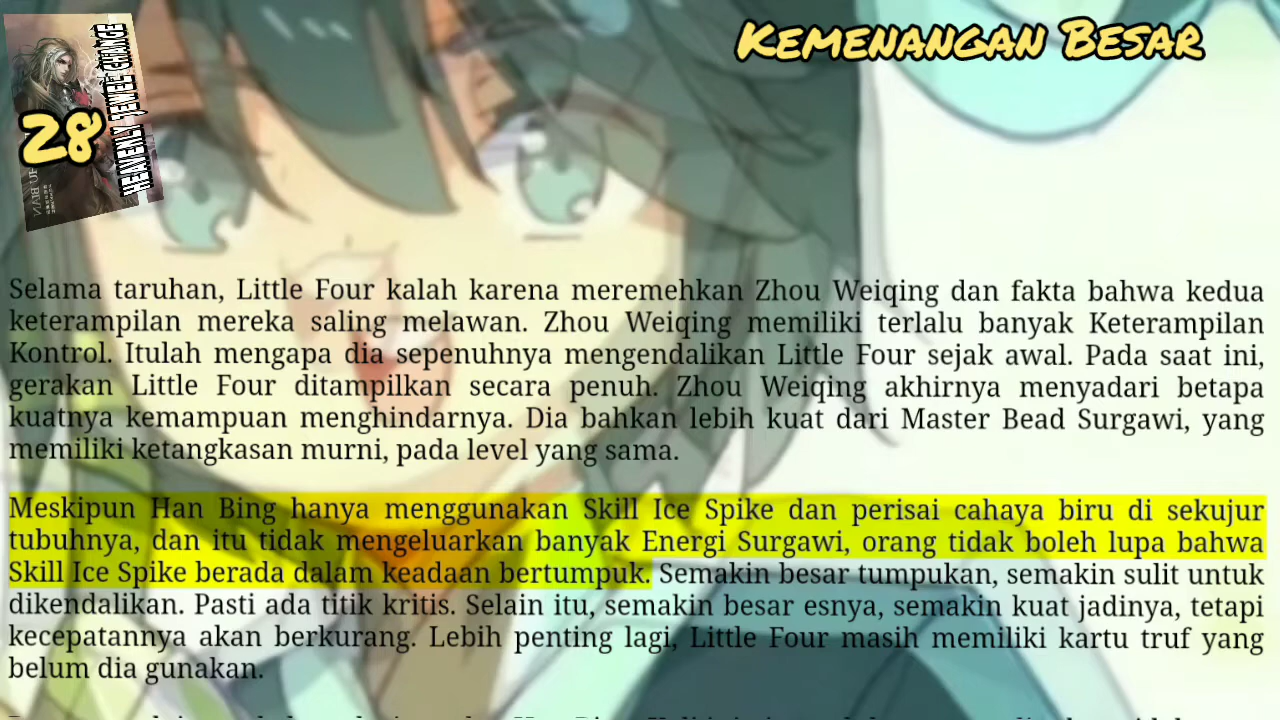 Kemenangan Besar
28
HEAVENLY JEWEL CHANGE
Selama taruhan, Little Four kalah karena meremehkan Zhou Weiqing dan fakta bahwa kedua
keterampilan mereka saling melawan. Zhou Weiqing memiliki terlalu banyak Keterampilan
Kontrol. Itulah mengapa dia sepenuhnya mengendalikan Little Four sejak awal. Pada saat ini,
gerakan Little Four ditampilkan secara penuh. Zhou Weiqing akhirnya menyadari betapa
kuatnya kemampuan menghindarnya. Dia bahkan lebih kuat dari Master Bead Surgawi, yang
memiliki ketangkasan murni, pada level yang sama.
Meskipun Han Bing hanya menggunakan Skill Ice Spike dan perisai cahaya biru di sekujur
tubuhnya, dan itu tidak mengeluarkan banyak Energi Surgawi, orang tidak boleh lupa bahwa
Skill Ice Spike berada dalam keadaan bertumpuk. Semakin besar tumpukan, semakin sulit untuk
dikendalikan. Pasti ada titik kritis. Selain itu, semakin besar esnya, semakin kuat jadinya, tetapi
kecepatannya akan berkurang. Lebih penting lagi, Little Four masih memiliki kartu truf yang
belum dia gunakan.